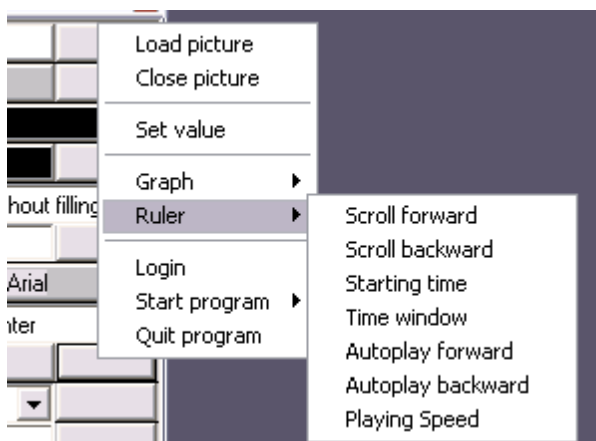 Load picture
Close picture
Set value
Graph
hout filling
Ruler
Scroll forward
Scroll backward
Login
Arial
Starting time
Start program
Time window
nter
Quit program
Autoplay forward
Autoplay backward
Playing Speed